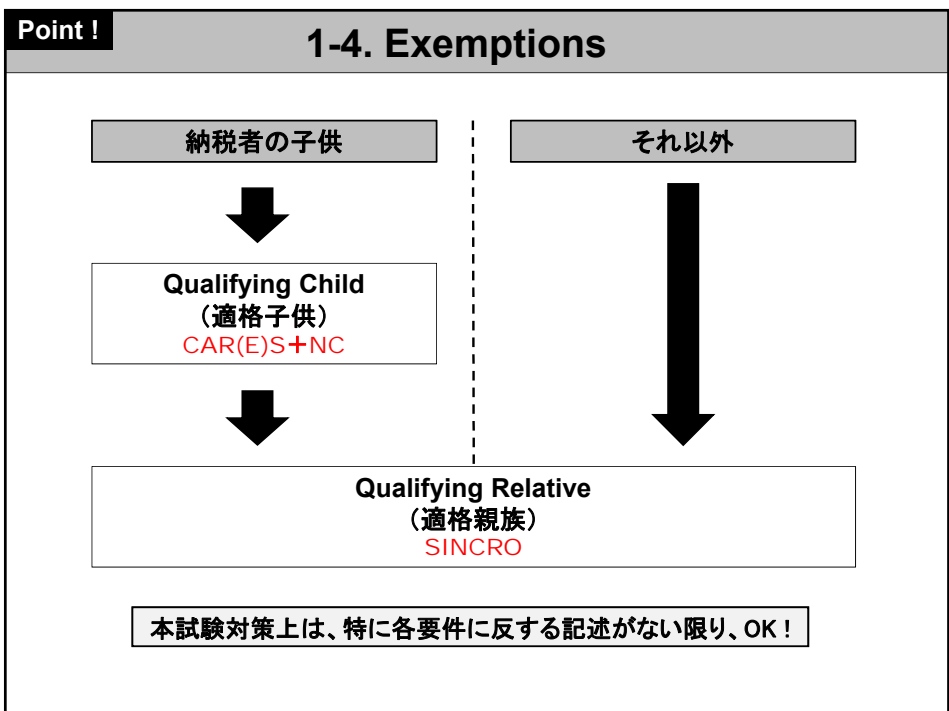 Point !
1-4. Exemptions
納税者の子供
それ以外
Qualifying Child
（適格子供）
CAR(E)S＋NC
Qualifying Relative
（適格親族）
SINCRO
本試験対策上は、特に各要件に反する記述がない限り、OK！